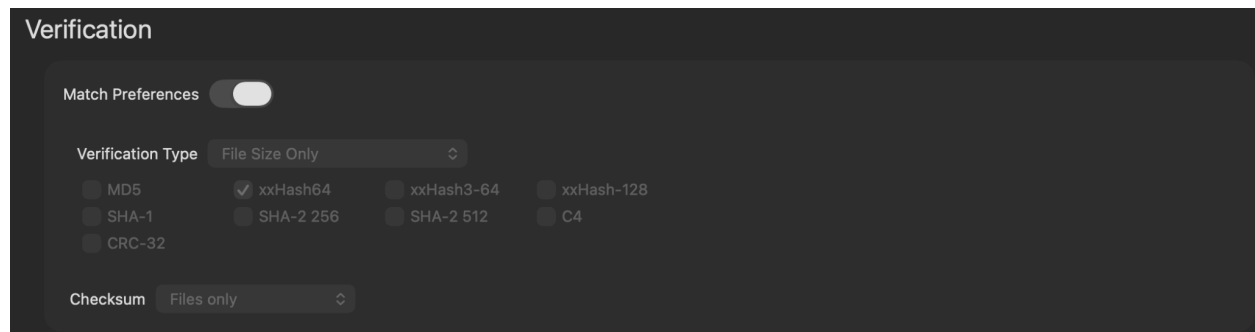 Verification
Match Preferences
Verification Type File Size Only
MD5 xxHash64 xxHash3-64 xxHash-128
SHA-1 SHA-2 256 SHA-2 512 C4
CRC-32
Checksum Files only